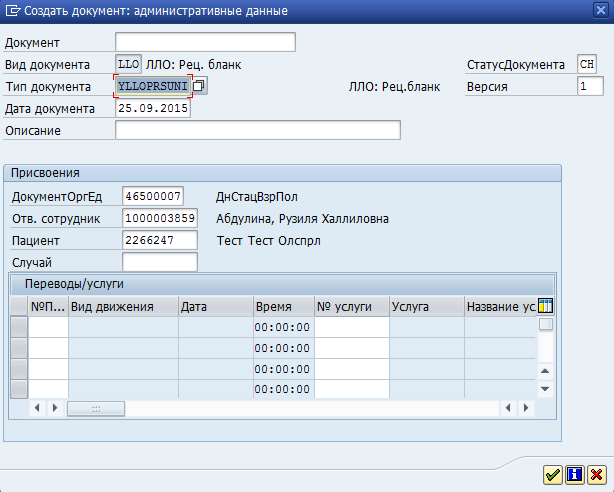 Создать документ: административные данные
Документ
Вид документа LLO ЛЛО: Рец. бланк СтатусДокумента CH
Тип документа YLLOPRSUNI ЛЛО: Рец.бланк Версия 1
Дата документа 25.09.2015
Описание
Присвоения
ДокументОргЕд 46500007 ДнСтацВзрПол
Отв. сотрудник 1000003859 Абдулина, Рузиля Халлиловна
Пациент 2266247 Тест Тест Олспрл
Случай
Переводы/услуги
№П... Вид движения Дата Время № услуги Услуга Название ус
00:00:00
00:00:00
00:00:00
00:00:00